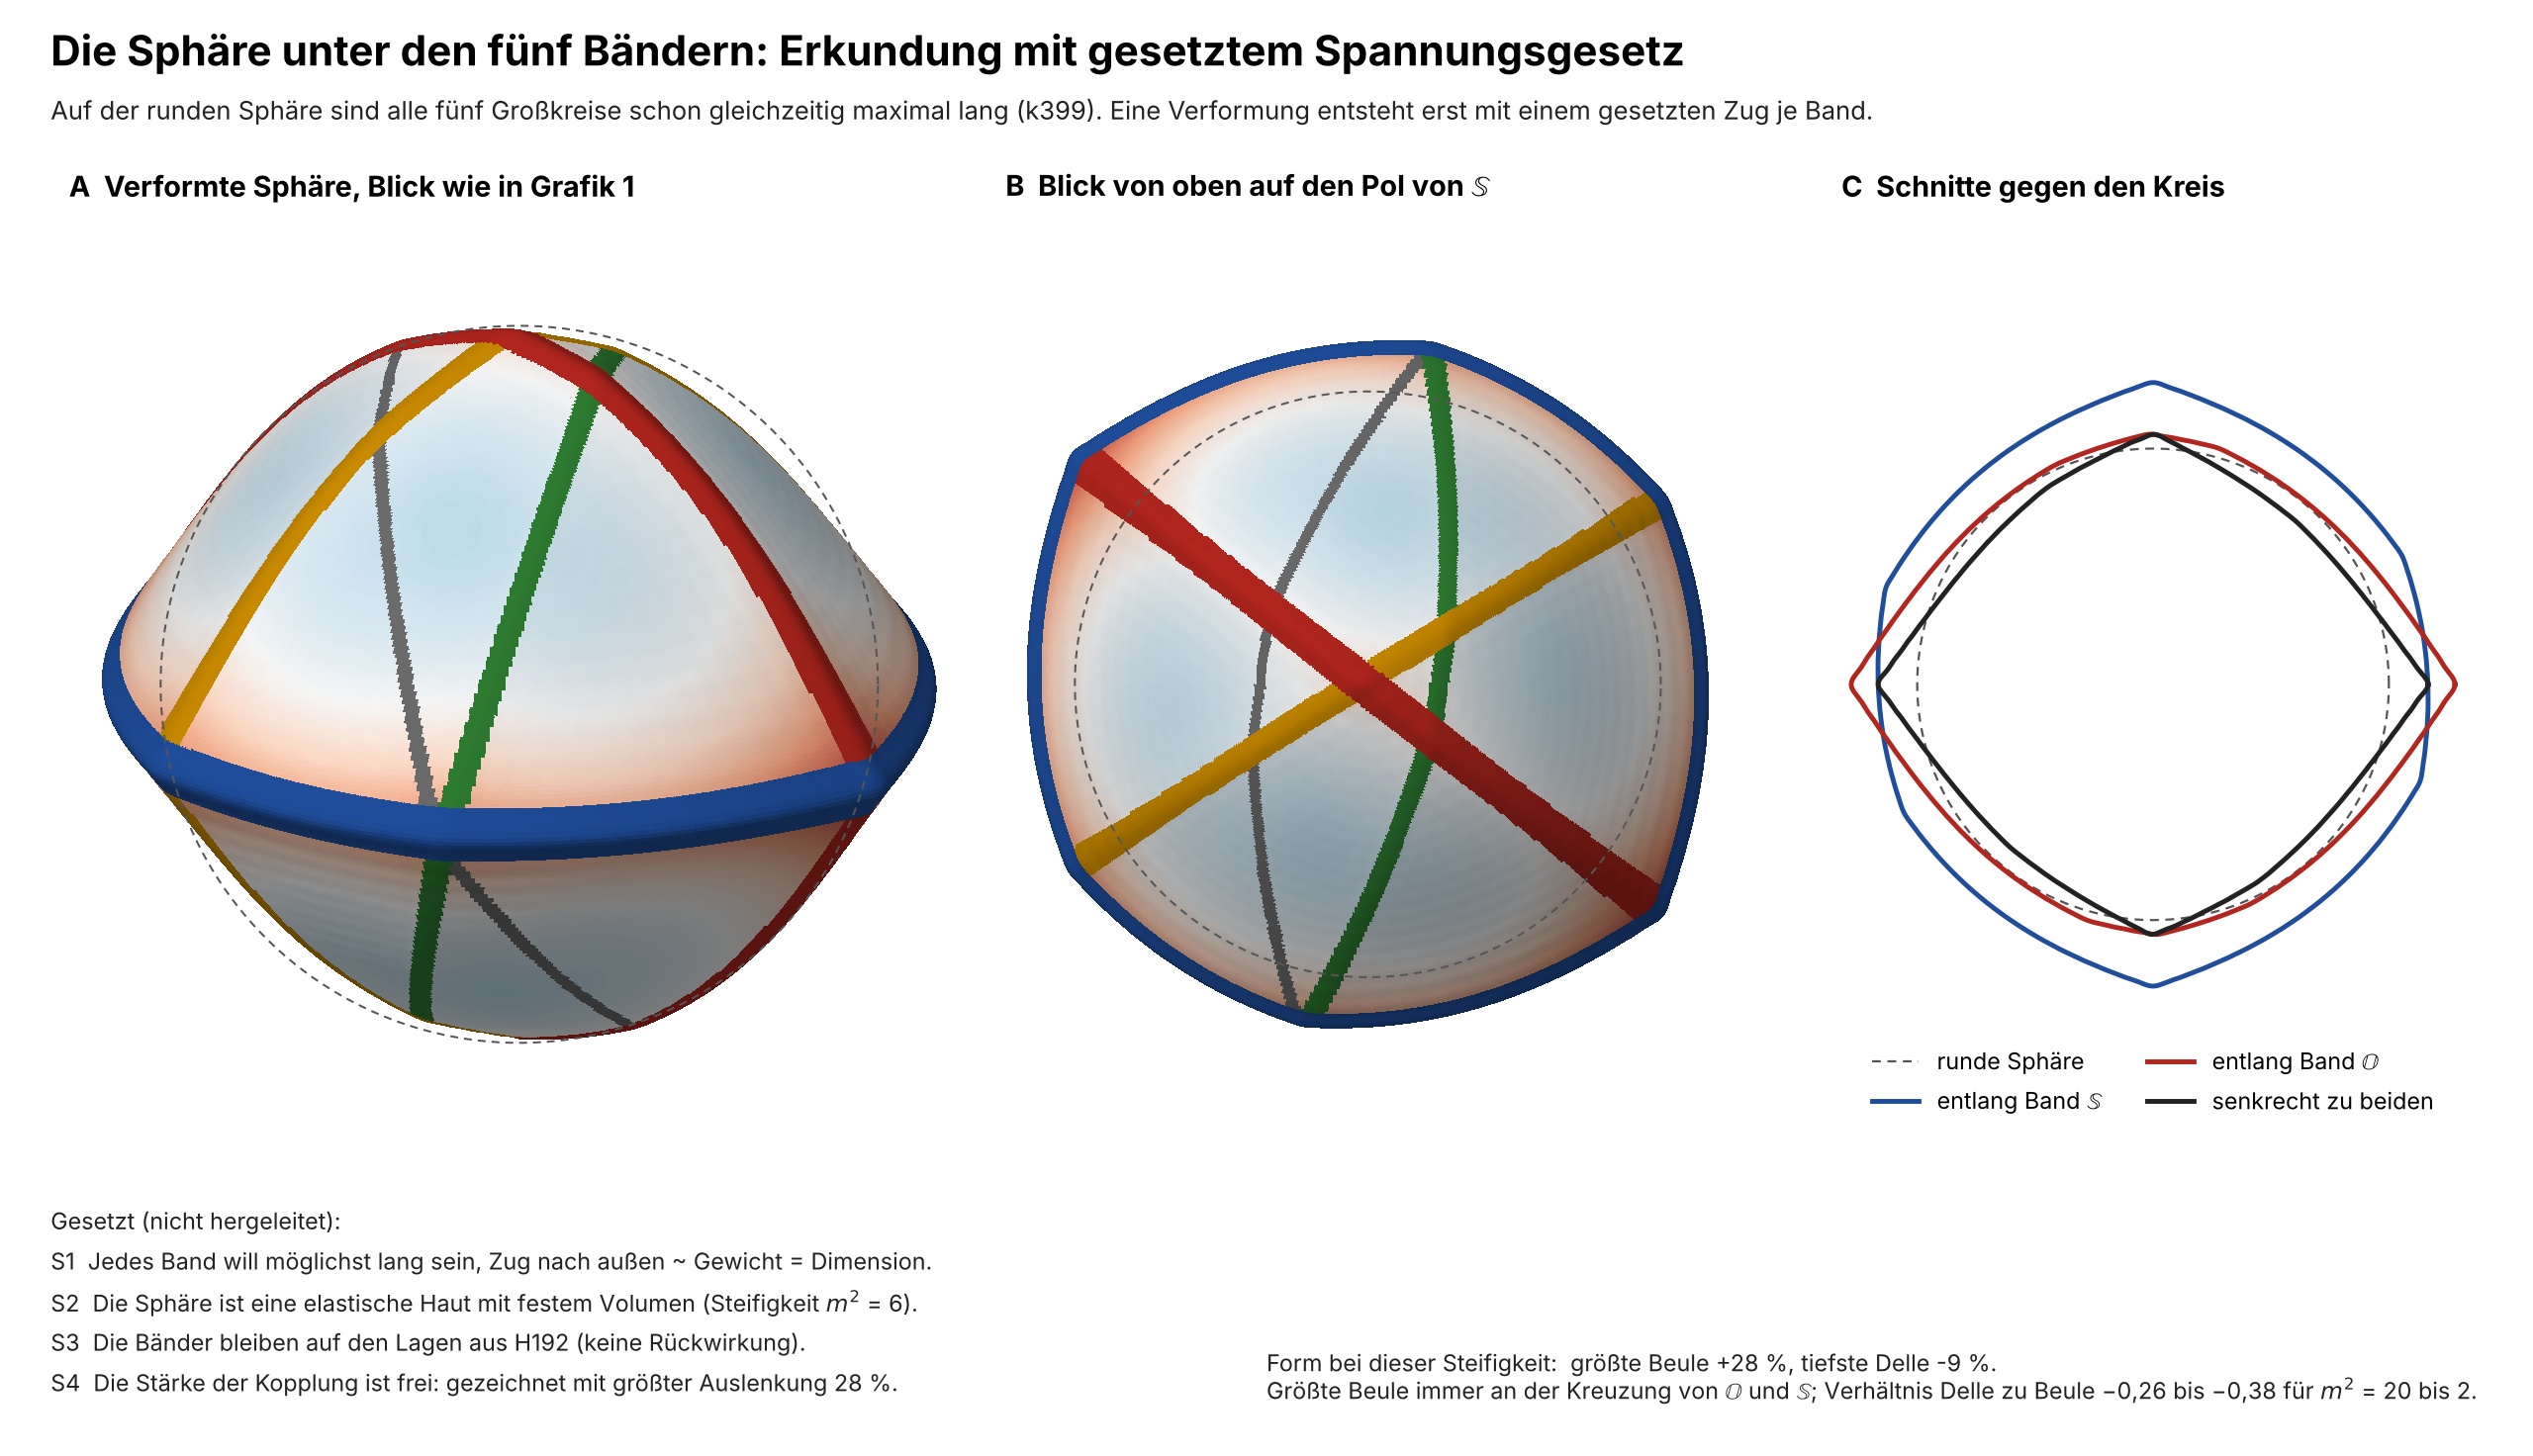 Die Sphäre unter den fünf Bändern: Erkundung mit gesetztem Spannungsgesetz
Auf der runden Sphäre sind alle fünf Großkreise schon gleichzeitig maximal lang (k399). Eine Verformung entsteht erst mit einem gesetzten Zug je Band.
A Verformte Sphäre, Blick wie in Grafik 1
B Blick von oben auf den Pol von 𝕊
C Schnitte gegen den Kreis
runde Sphäre
entlang Band 𝕆
entlang Band 𝕊
senkrecht zu beiden
Gesetzt (nicht hergeleitet):
S1 Jedes Band will möglichst lang sein, Zug nach außen ~ Gewicht = Dimension.
S2 Die Sphäre ist eine elastische Haut mit festem Volumen (Steifigkeit m² = 6).
S3 Die Bänder bleiben auf den Lagen aus H192 (keine Rückwirkung).
S4 Die Stärke der Kopplung ist frei: gezeichnet mit größter Auslenkung 28 %.
Form bei dieser Steifigkeit: größte Beule +28 %, tiefste Delle -9 %.
Größte Beule immer an der Kreuzung von 𝕆 und 𝕊; Verhältnis Delle zu Beule −0,26 bis −0,38 für m² = 20 bis 2.